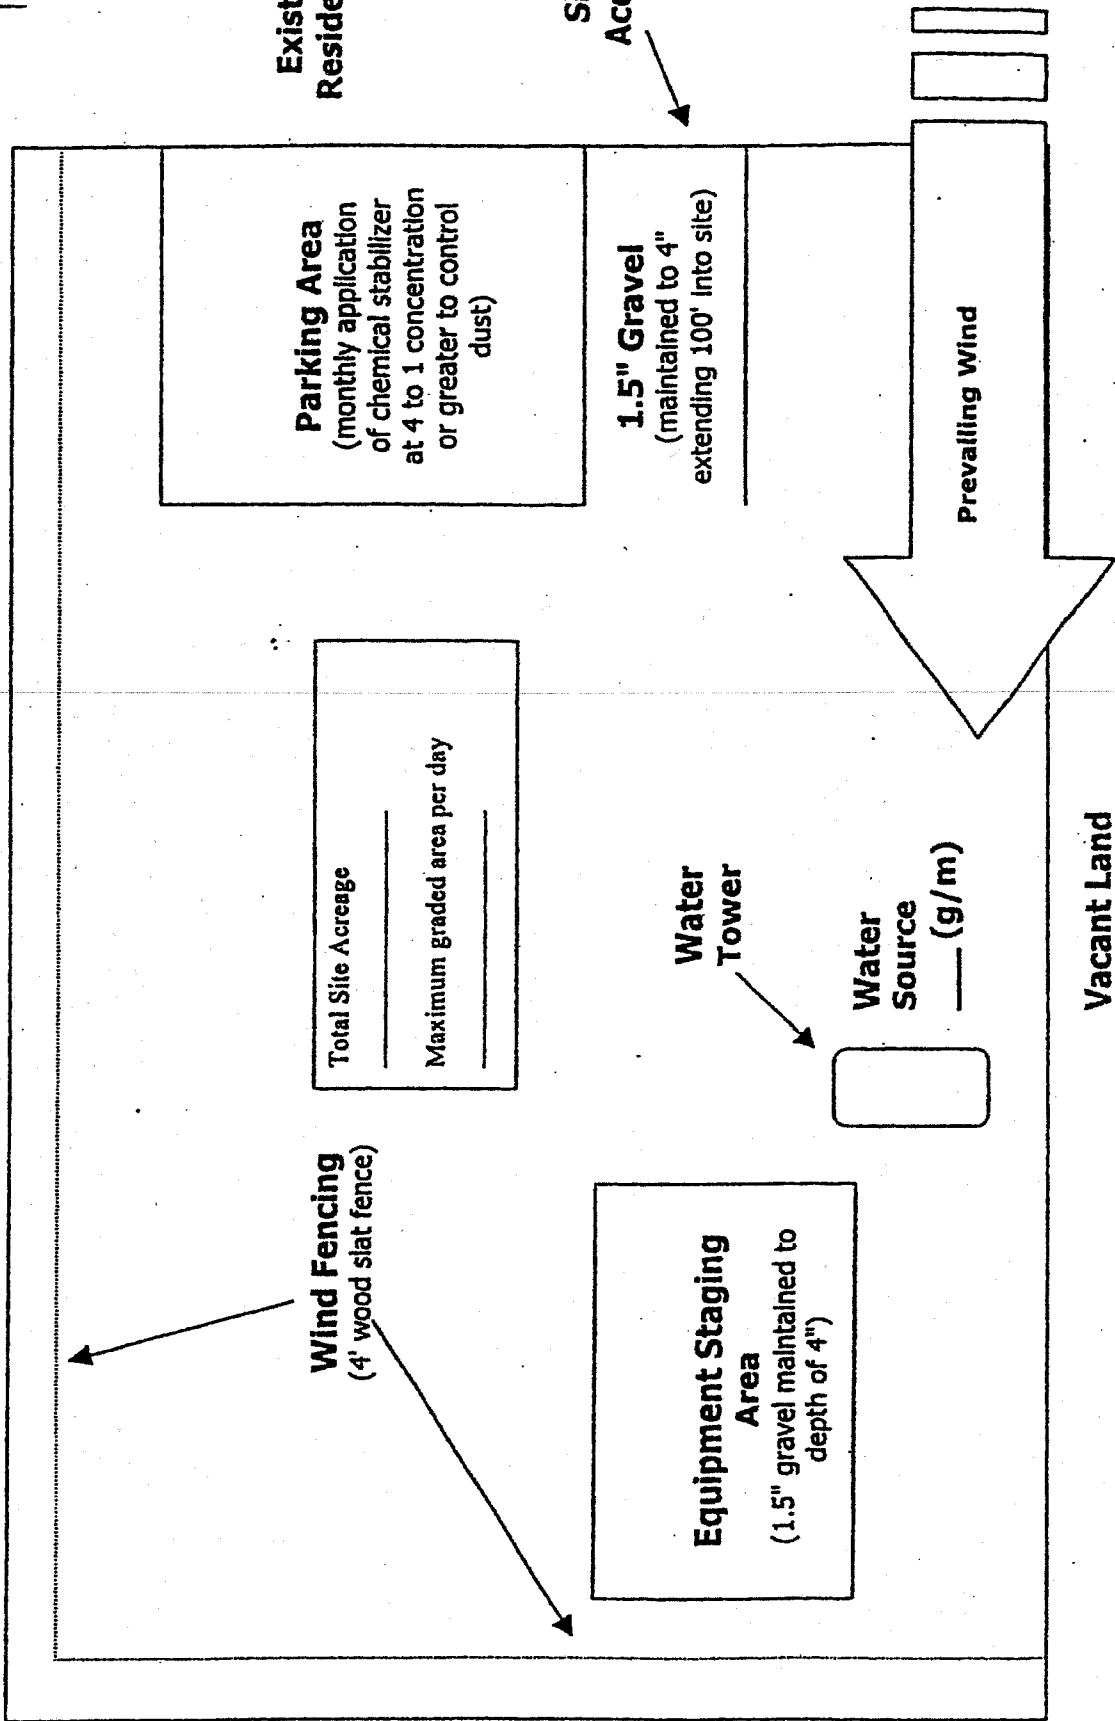 Exist
Reside
Acc
Parking Area
(monthly application
of chemical stabilizer
at 4 to 1 concentration
or greater to control
dust)
1.5" Gravel
(maintained to 4"
extending 100' into site)
Prevailing Wind
Total Site Acreage
Maximum graded area per day
Wind Fencing
(4' wood slat fence)
Water
Tower
Water
Source
(g/m)
Equipment Staging
Area
(1.5" gravel maintained to
depth of 4")
Vacant Land